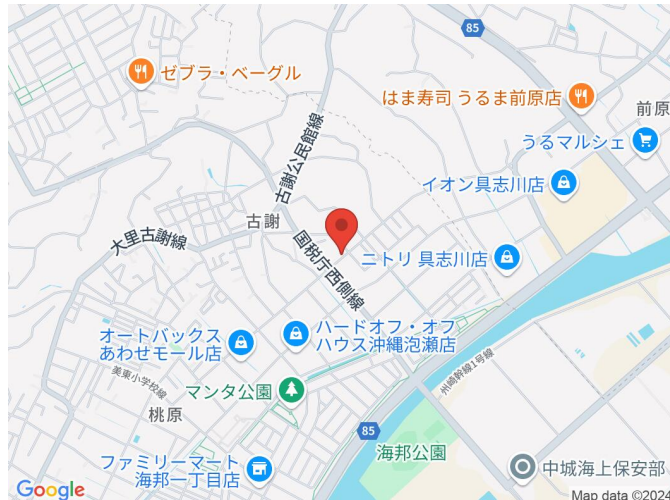 85
ゼブラ・ベーグル
はま寿司 うるま前原店
前原
うるマルシェ
古謝公民館線
イオン具志川店
大里古謝線
古謝
国税庁西側線
ニトリ 具志川店
オートバックス
あわせモール店
ハードオフ・オフ
ハウス沖縄泡瀬店
州崎幹線1号線
美東小学校線
マンタ公園
桃原
85
海邦公園
ファミリーマート
海邦一丁目店
中城海上保安部
Google
Map data ©202